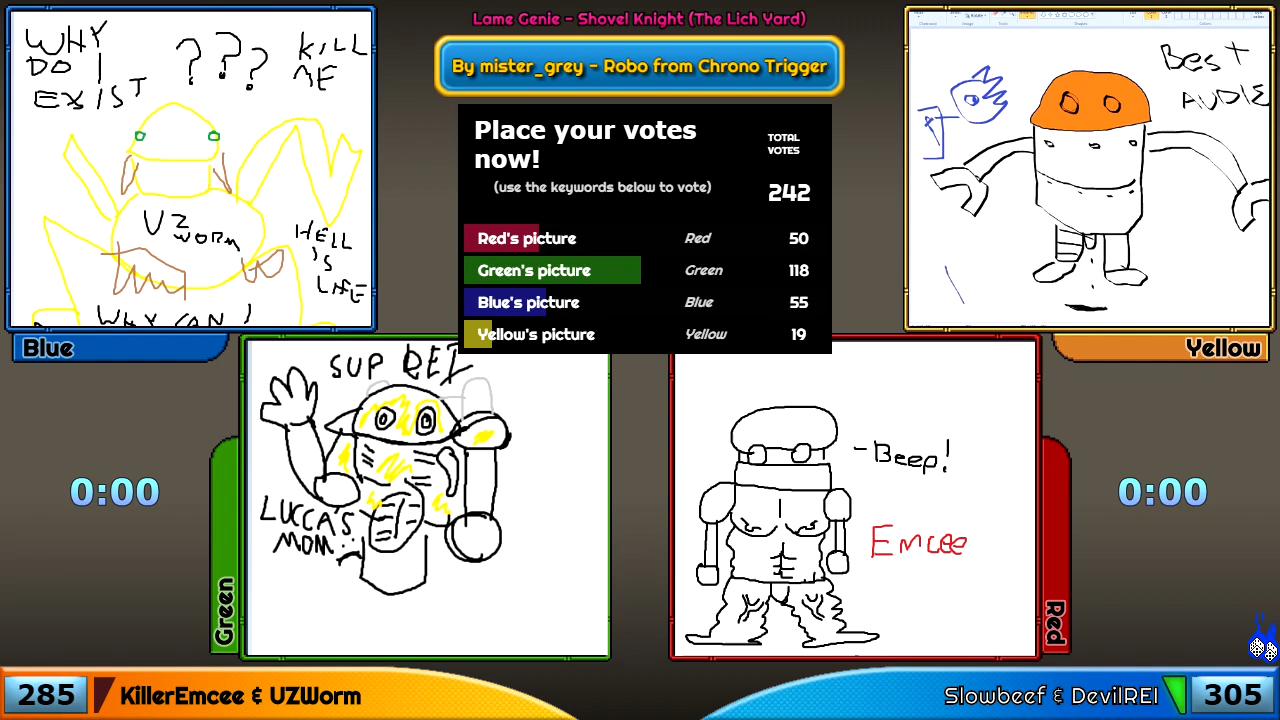 Lame Genie - Shovel Knight (The Lich Yard)
By mister_grey - Robo from Chrono Trigger
Place your votes now!
(use the keywords below to vote)
TOTAL VOTES
242
Red's picture Red 50
Green's picture Green 118
Blue's picture Blue 55
Yellow's picture Yellow 19
WHY
DO I
EXIST
???
KILL
ME
UZ
WORM
HELL
IS
LIFE
WHY CAN I
Blue
BEST
Yellow
SUP REI
LUCCA'S
MOM
Green
0:00
-Beep!
Emcee
Red
0:00
285
KillerEmcee & UZWorm
Slowbeef & DevilREI
305